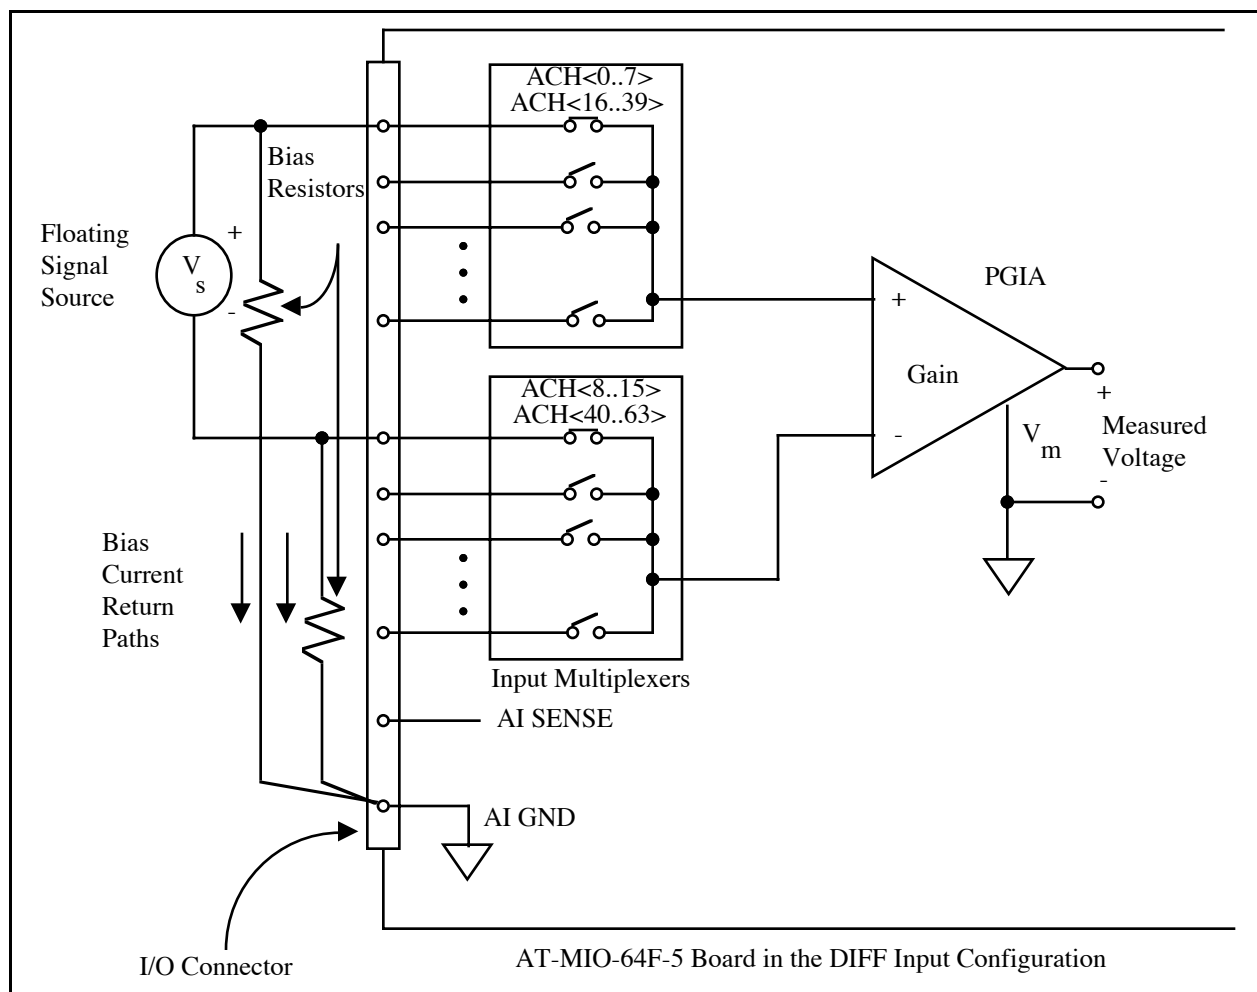 ACH<0..7>
ACH<16..39>
Bias
Resistors
Floating
Signal
Source
+
V
s
-
PGIA
+
Gain
-
+
V
m
Measured
Voltage
-
ACH<8..15>
ACH<40..63>
Bias
Current
Return
Paths
Input Multiplexers
AI SENSE
AI GND
I/O Connector
AT-MIO-64F-5 Board in the DIFF Input Configuration